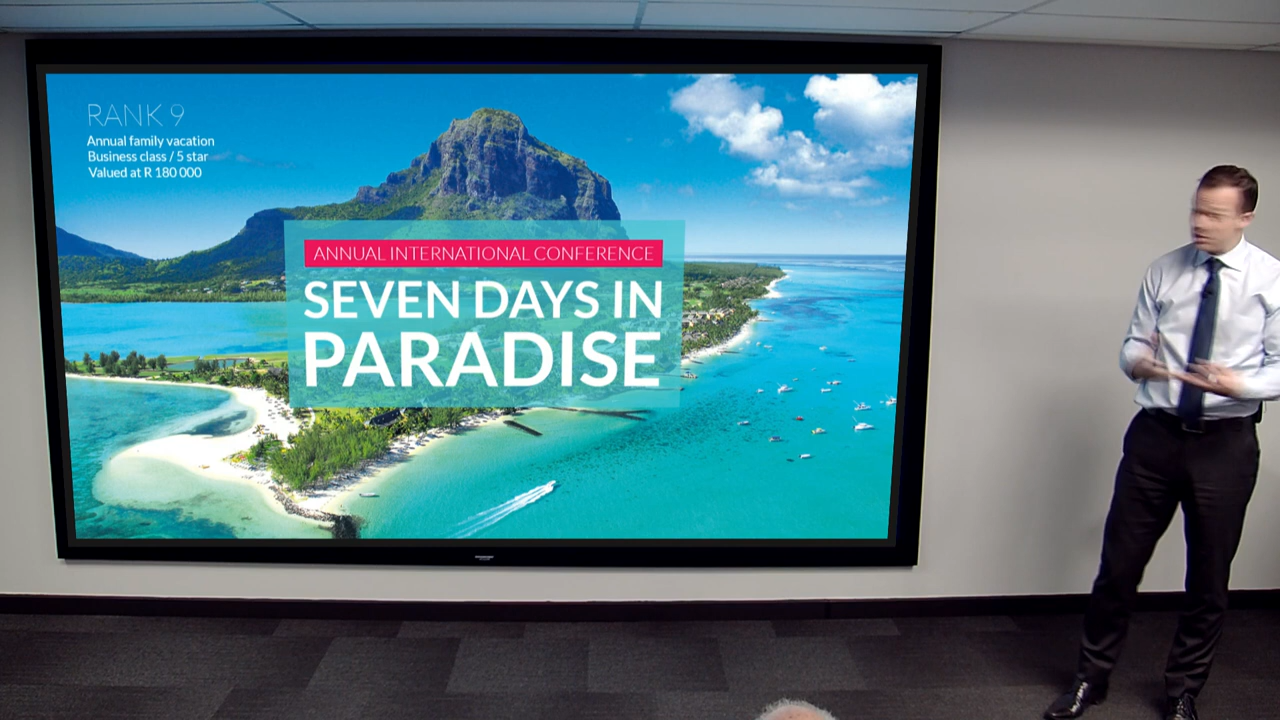 RANK 9
Annual family vacation
Business class / 5 star
Valued at R 180 000
ANNUAL INTERNATIONAL CONFERENCE
SEVEN DAYS IN
PARADISE